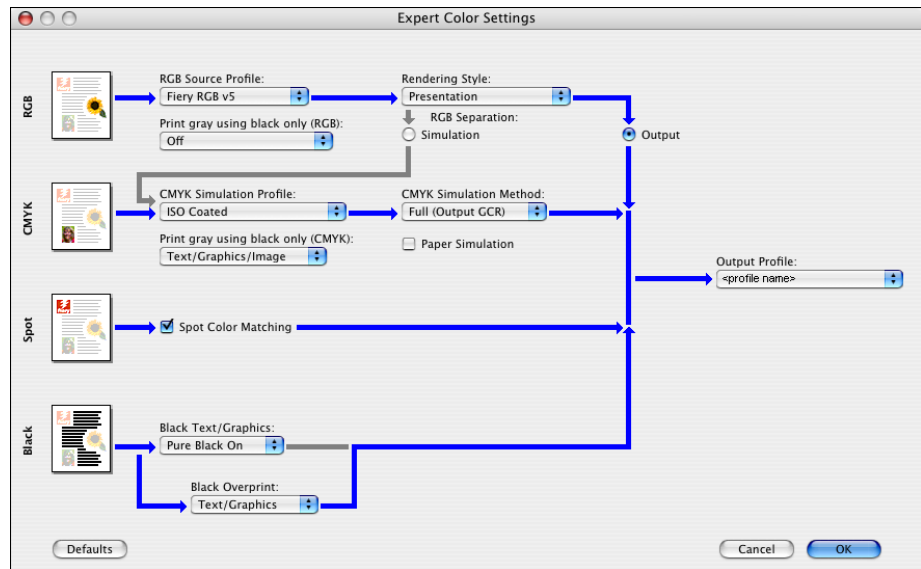 Expert Color Settings
RGB
RGB Source Profile:
Fiery RGB v5
Rendering Style:
Presentation
Print gray using black only (RGB):
Off
RGB Separation:
Simulation
Output
CMYK
CMYK Simulation Profile:
ISO Coated
CMYK Simulation Method:
Full (Output GCR)
Print gray using black only (CMYK):
Text/Graphics/Image
Paper Simulation
Output Profile:
<profile name>
Spot
Spot Color Matching
Black
Black Text/Graphics:
Pure Black On
Black Overprint:
Text/Graphics
Defaults
Cancel
OK